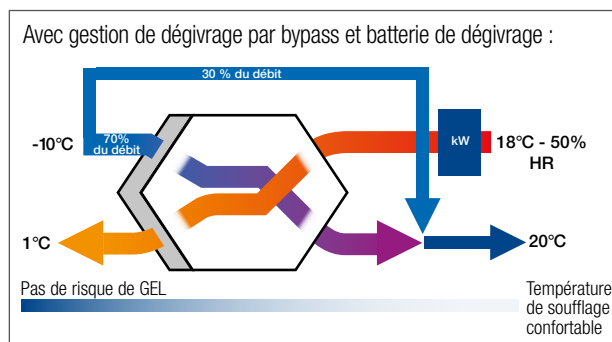 Avec gestion de dégivrage par bypass et batterie de dégivrage :
30 % du débit
-10°C
70%
du débit
kW
18°C - 50%
HR
1°C
20°C
Pas de risque de GEL
Température
de soufflage
confortable